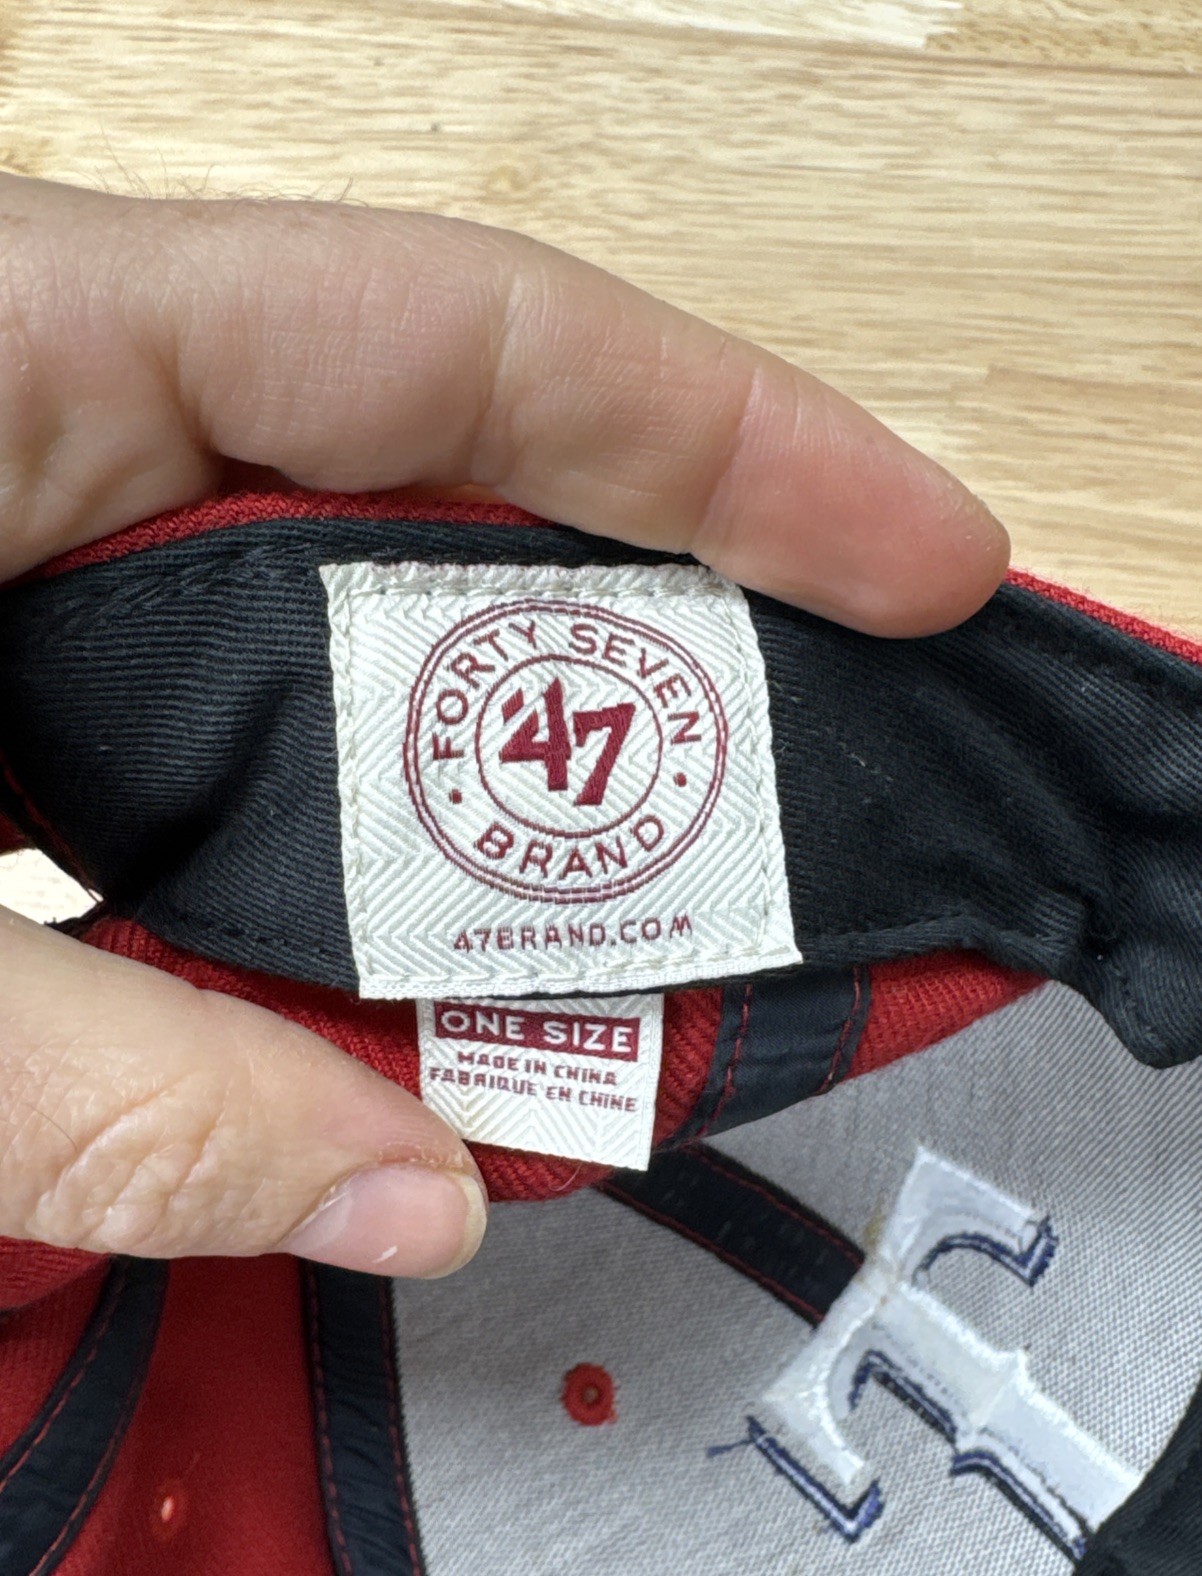 FORTY SEVEN
'47
BRAND
47BRAND.COM
ONE SIZE
MADE IN CHINA
FABRIQUE EN CHINE
T